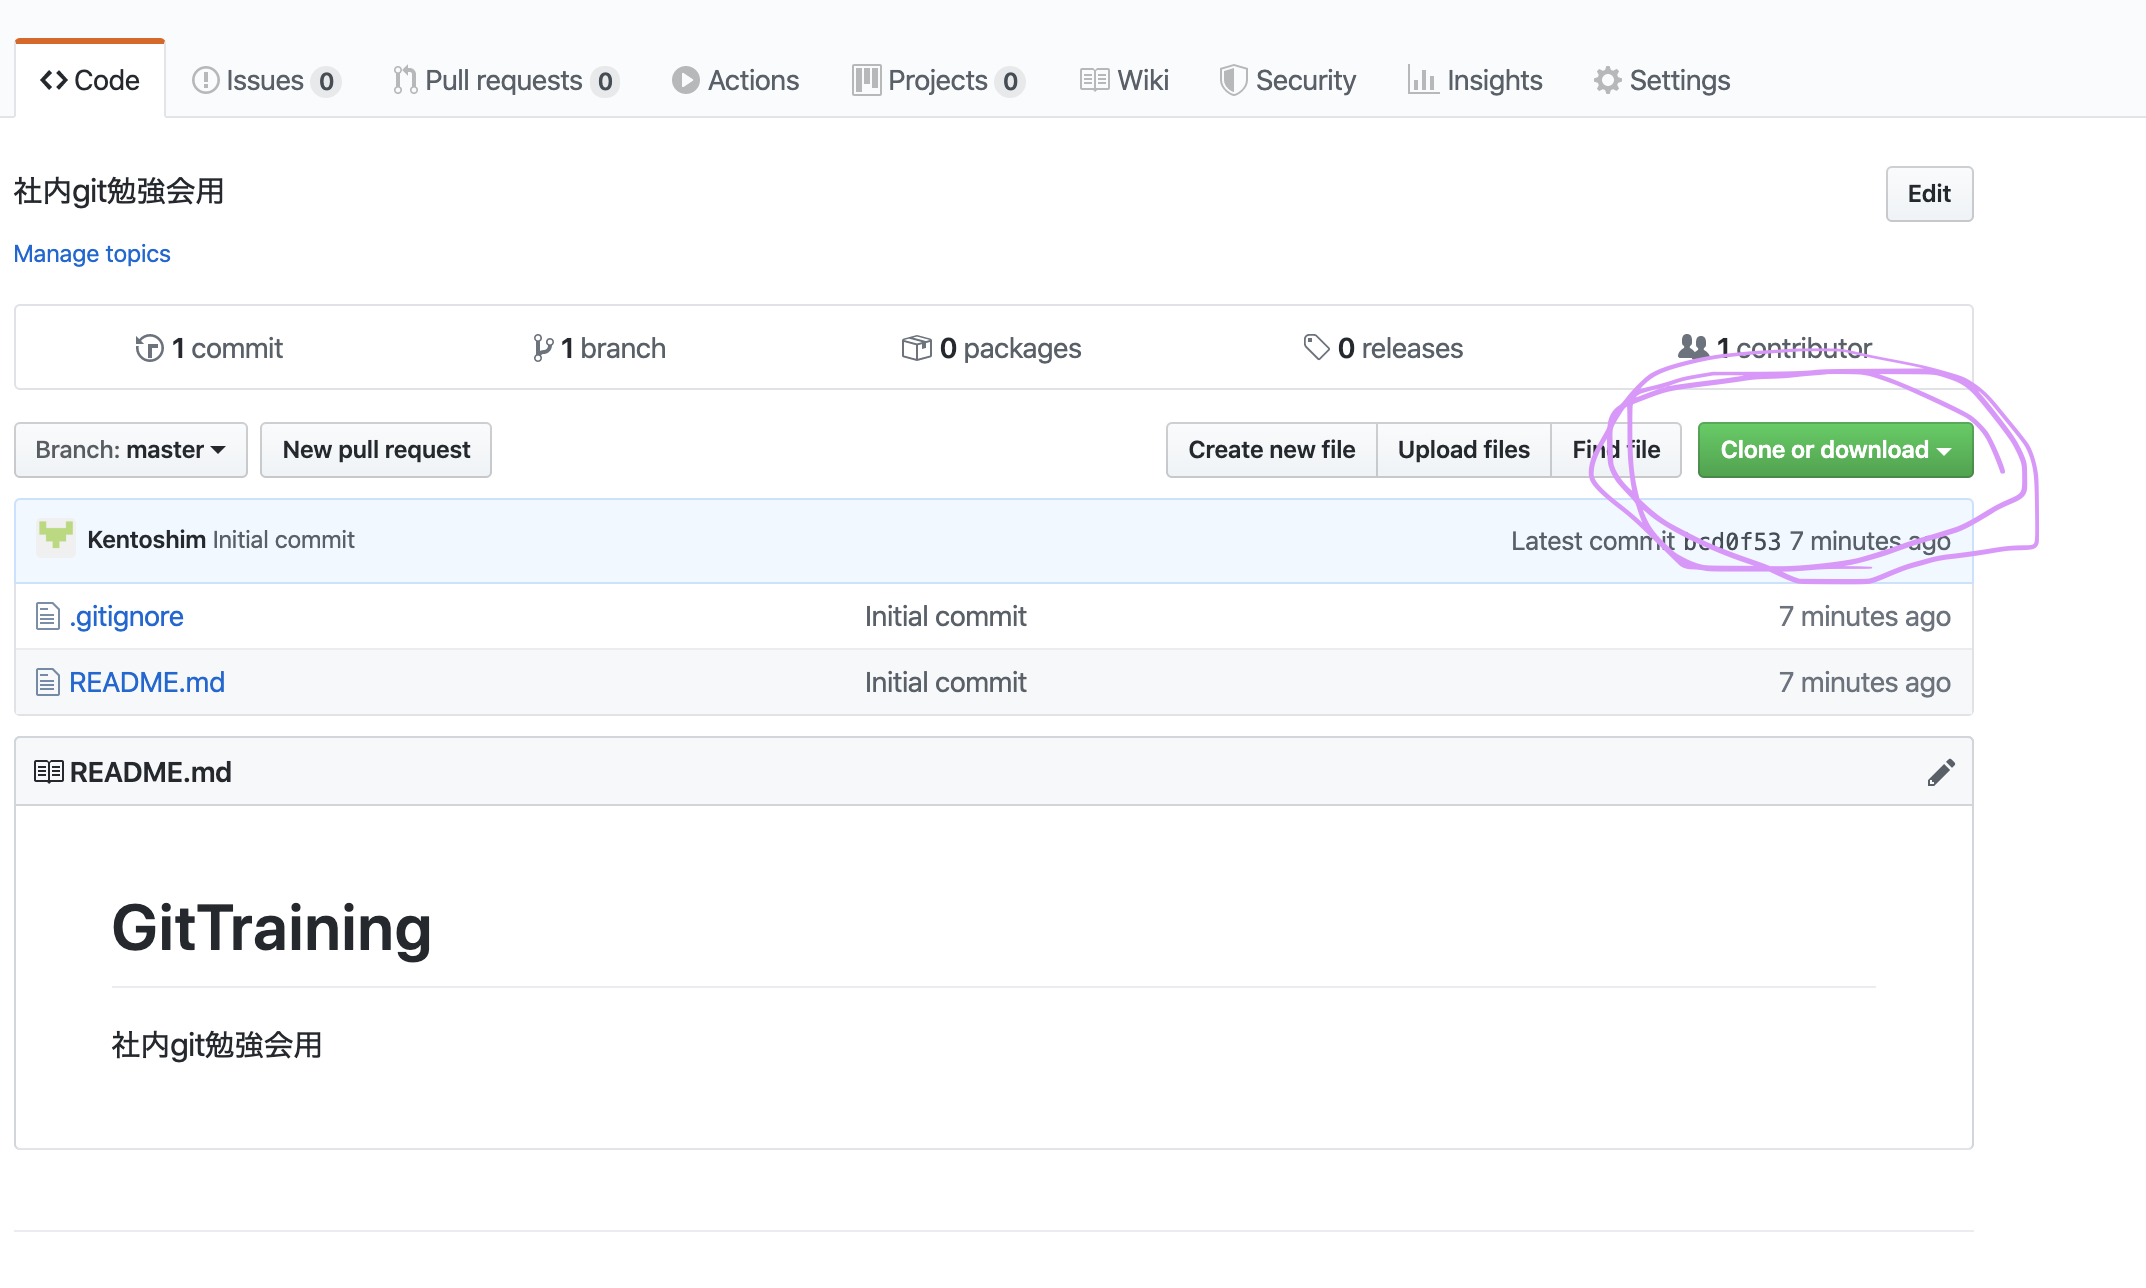 Code Issues 0 Pull requests 0 Actions Projects 0 Wiki Security Insights Settings
社内git勉強会用 Edit
Manage topics
1 commit 1 branch 0 packages 0 releases 1 contributor
Branch: master New pull request Create new file Upload files Find file Clone or download
Kentoshim Initial commit Latest commit bcd0f53 7 minutes ago
.gitignore Initial commit 7 minutes ago
README.md Initial commit 7 minutes ago
README.md
GitTraining
社内git勉強会用